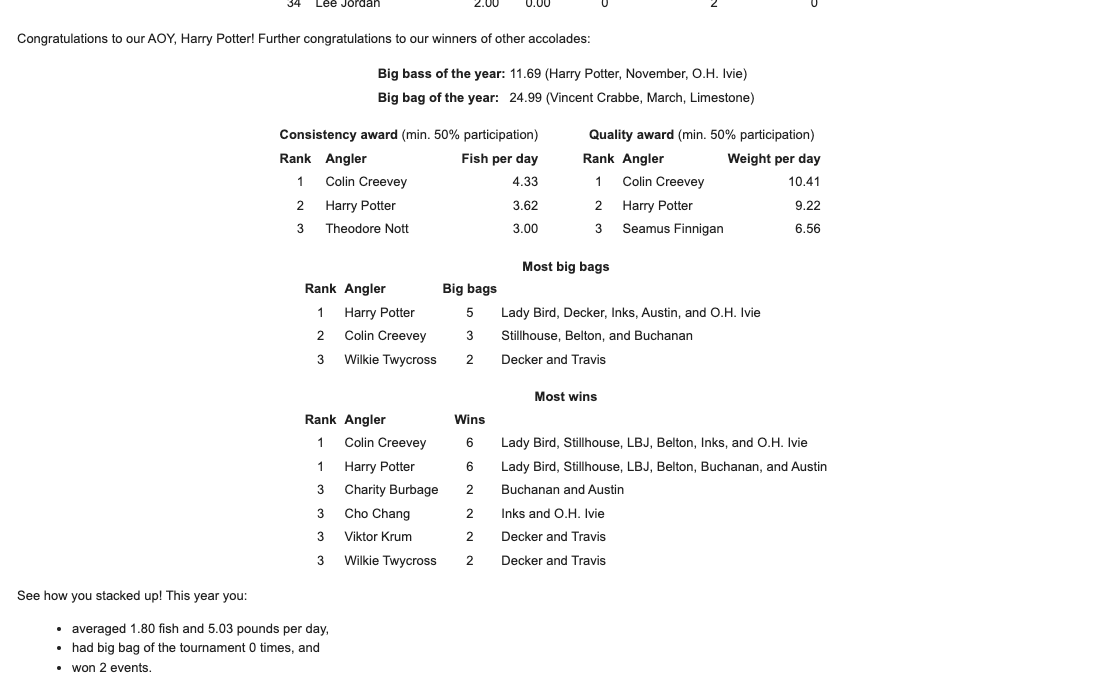 34 Lee Jordan 2.00 0.00 0 2 0
Congratulations to our AOY, Harry Potter! Further congratulations to our winners of other accolades:
Big bass of the year: 11.69 (Harry Potter, November, O.H. Ivie)
Big bag of the year: 24.99 (Vincent Crabbe, March, Limestone)
Consistency award (min. 50% participation) Quality award (min. 50% participation)
Rank Angler Fish per day Rank Angler Weight per day
1 Colin Creevey 4.33 1 Colin Creevey 10.41
2 Harry Potter 3.62 2 Harry Potter 9.22
3 Theodore Nott 3.00 3 Seamus Finnigan 6.56
Most big bags
Rank Angler Big bags
1 Harry Potter 5 Lady Bird, Decker, Inks, Austin, and O.H. Ivie
2 Colin Creevey 3 Stillhouse, Belton, and Buchanan
3 Wilkie Twycross 2 Decker and Travis
Most wins
Rank Angler Wins
1 Colin Creevey 6 Lady Bird, Stillhouse, LBJ, Belton, Inks, and O.H. Ivie
1 Harry Potter 6 Lady Bird, Stillhouse, LBJ, Belton, Buchanan, and Austin
3 Charity Burbage 2 Buchanan and Austin
3 Cho Chang 2 Inks and O.H. Ivie
3 Viktor Krum 2 Decker and Travis
3 Wilkie Twycross 2 Decker and Travis
See how you stacked up! This year you:
• averaged 1.80 fish and 5.03 pounds per day,
• had big bag of the tournament 0 times, and
• won 2 events.